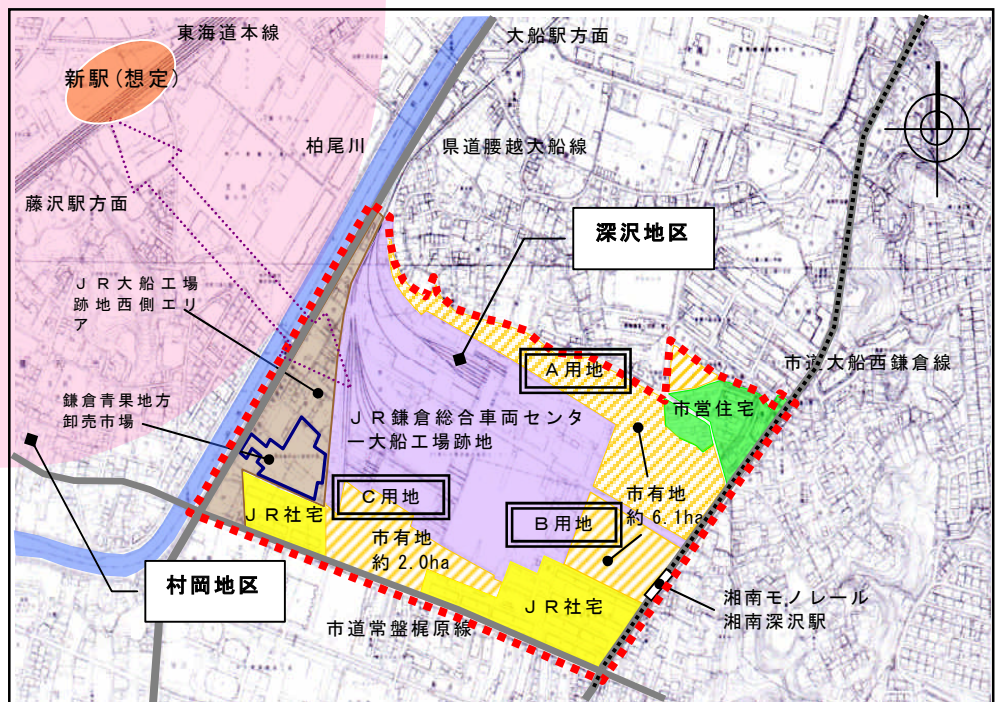 東海道本線
大船駅方面
新駅(想定)
柏尾川
県道腰越大船線
藤沢駅方面
深沢地区
ＪＲ大船工場
跡地西側エリ
ア
市道大船西鎌倉線
Ａ用地
鎌倉青果地方
卸売市場
市営住宅
ＪＲ鎌倉総合車両センタ
ー大船工場跡地
Ｃ用地
市有地
約 6.1ha
Ｂ用地
ＪＲ社宅
市有地
約 2.0ha
村岡地区
ＪＲ社宅
湘南モノレール
湘南深沢駅
市道常盤梶原線